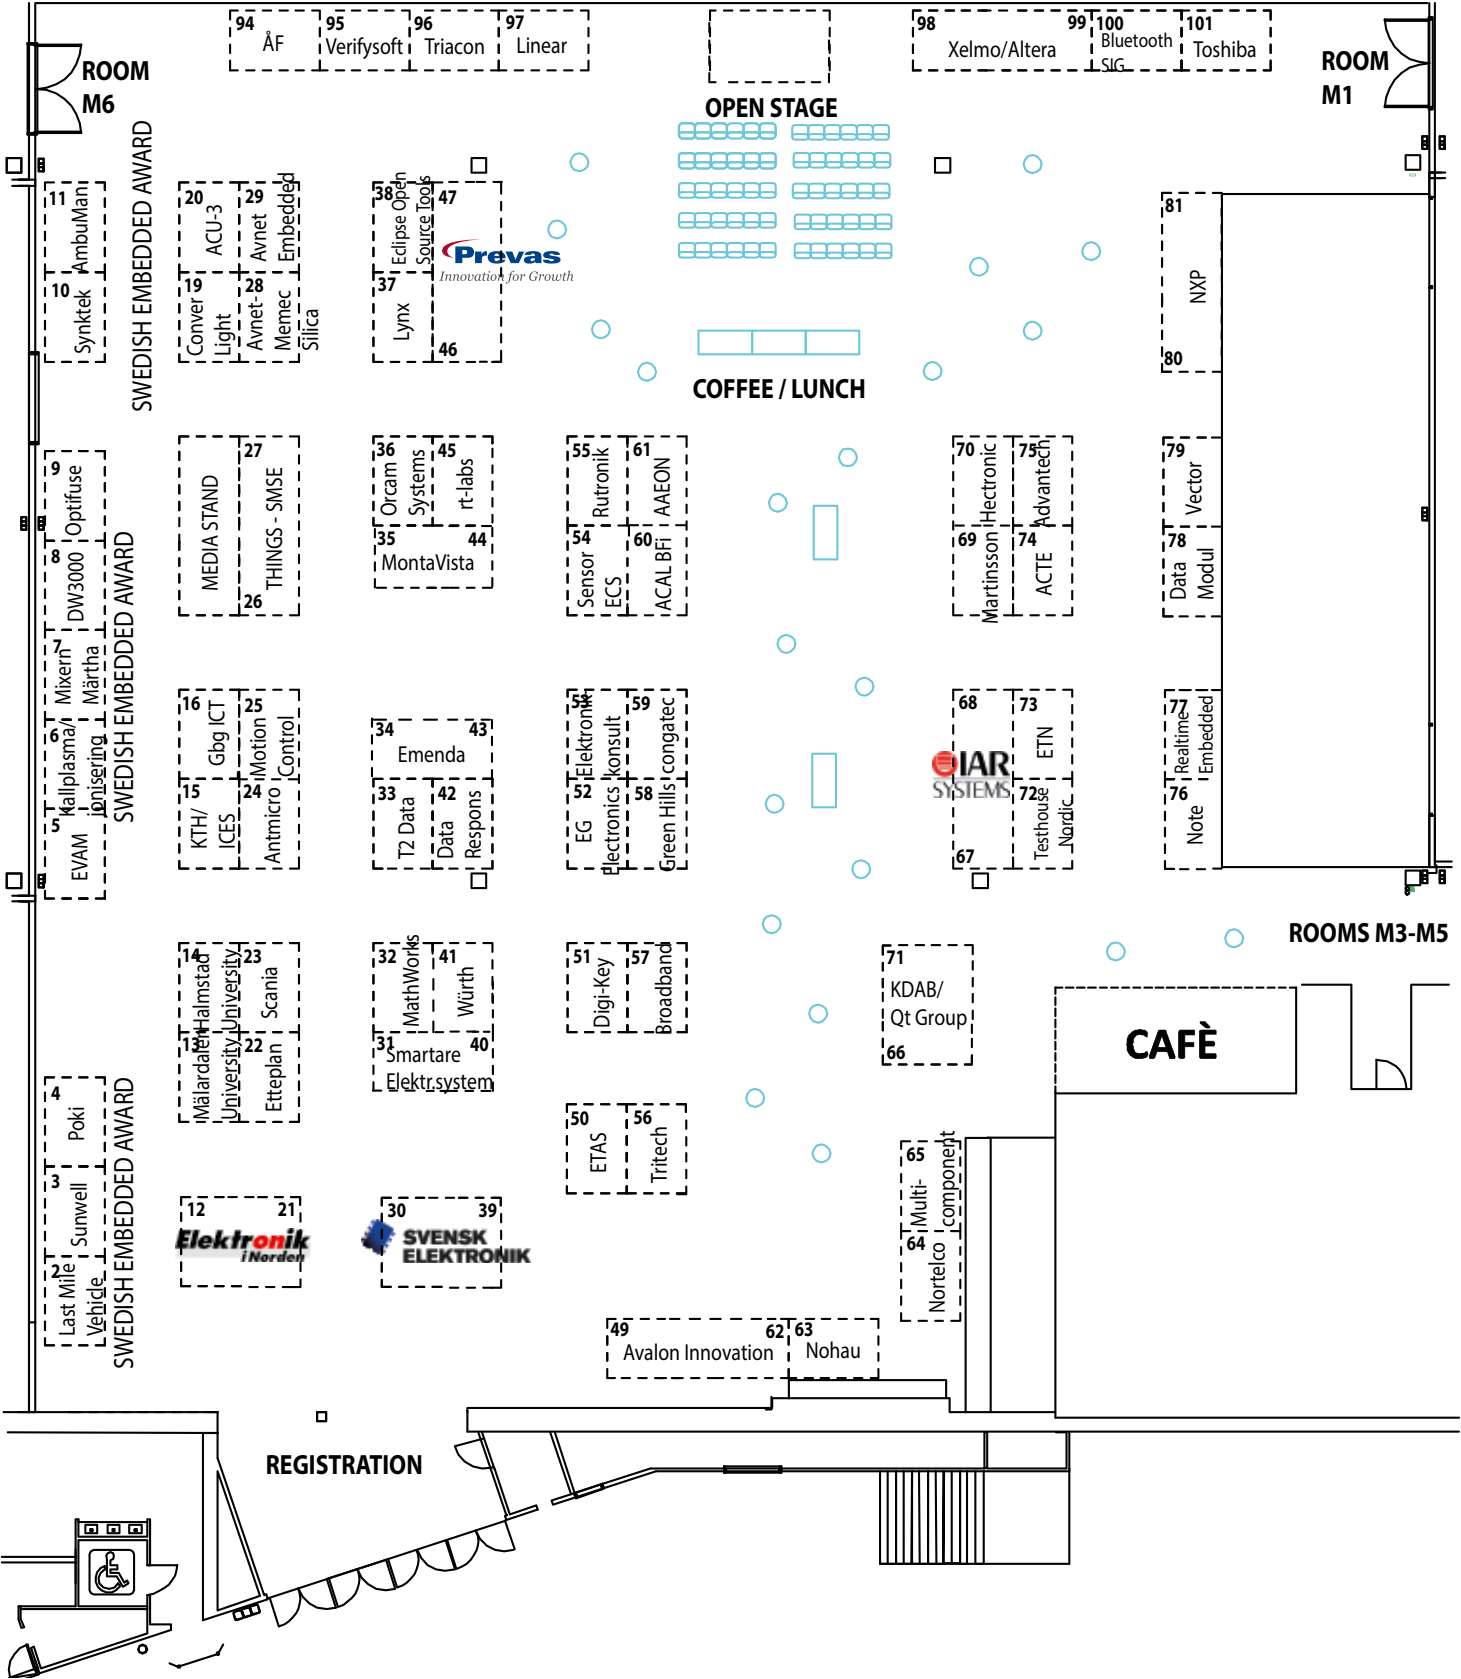 94
ÅF
95
Verifysoft
96
Triacon
97
Linear
98
Xelmo/Altera
99
100
Bluetooth
SIG
101
Toshiba
ROOM
M6
ROOM
M1
OPEN STAGE
SWEDISH EMBEDDED AWARD
11
AmbuMan
10
Synktek
20
ACU-3
29
Avnet
Embedded
19
Conver
Light
28
Avnet-
Memec
Silica
38
Eclipse Open
Source Tools
47
Prevas
Innovation for Growth
37
Lynx
46
81
NXP
80
COFFEE / LUNCH
9
Optifuse
8
DW3000
7
Mixern
Märtha
6
Kallplasma/
jonisering
5
EVAM
SWEDISH EMBEDDED AWARD
MEDIA STAND
27
THINGS - SMSE
26
36
Orcam
Systems
45
rt-labs
35
44
MontaVista
55
Rutronik
61
AAEON
54
Sensor
ECS
60
ACAL BFi
70
Hectronic
75
Advantech
69
Martinsson
74
ACTE
79
Vector
78
Data
Modul
16
Gbg ICT
25
Motion
Control
15
KTH/
ICES
24
Antmicro
34
43
Emenda
33
T2 Data
42
Data
Respons
53
Elektronik
konsult
59
congatec
52
EG
Electronics
58
Green Hills
68
IAR
SYSTEMS
67
73
ETN
72
Testhouse
Nordic
77
Realtime
Embedded
76
Note
ROOMS M3-M5
14
Halmstad
University
23
Scania
13
Mälardalen
University
22
Etteplan
32
MathWorks
41
Würth
31
40
Smartare
Elektr.system
51
Digi-Key
57
Broadband
71
KDAB/
Qt Group
66
CAFÈ
4
Poki
3
Sunwell
2
Last Mile
Vehicle
SWEDISH EMBEDDED AWARD
50
ETAS
56
Tritech
65
Multi-
component
64
Nortelco
12
21
Elektronik
i Norden
30
39
SVENSK
ELEKTRONIK
49
62
Avalon Innovation
63
Nohau
REGISTRATION